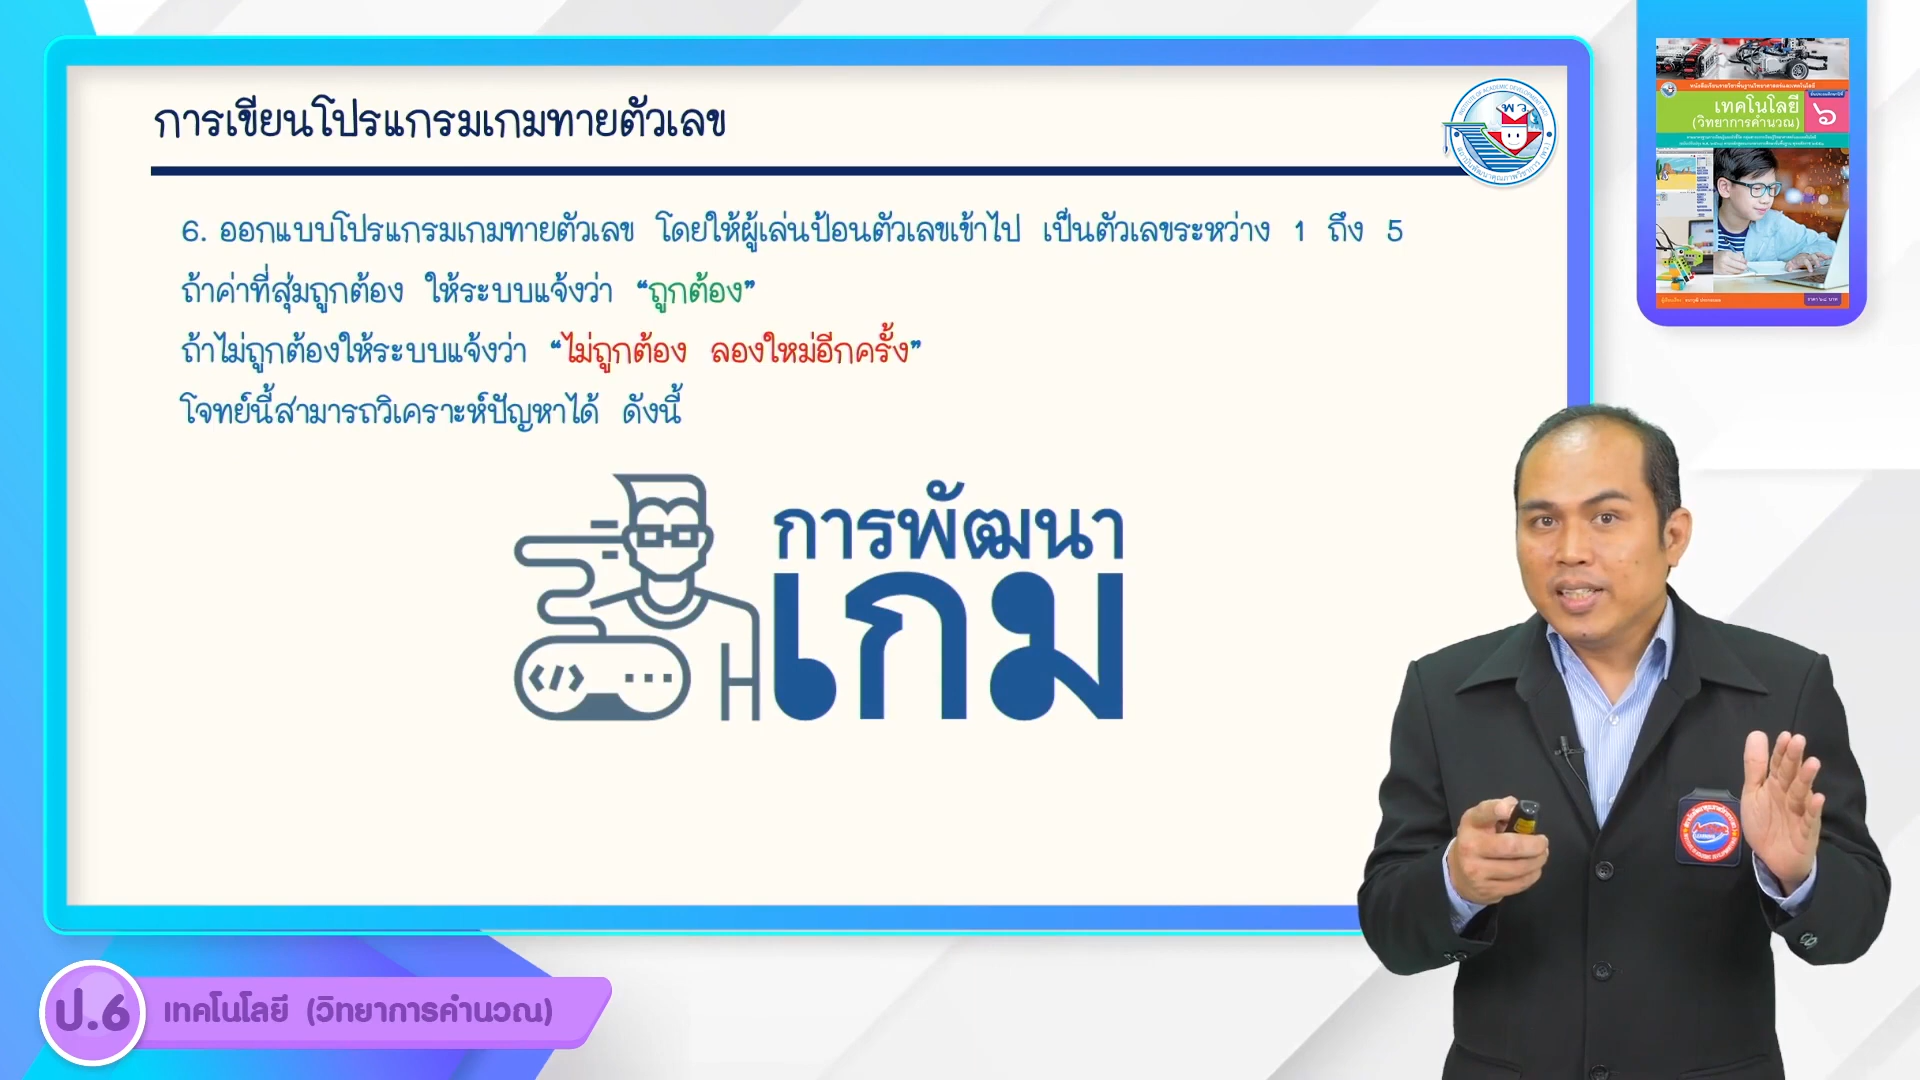 การเขียนโปรแกรมเกมทายตัวเลข
พว.
6. ออกแบบโปรแกรมเกมทายตัวเลข โดยให้ผู้เล่นป้อนตัวเลขเข้าไป เป็นตัวเลขระหว่าง 1 ถึง 5
ถ้าค่าที่สุ่มถูกต้อง ให้ระบบแจ้งว่า “ถูกต้อง”
ถ้าไม่ถูกต้องให้ระบบแจ้งว่า “ไม่ถูกต้อง ลองใหม่อีกครั้ง”
โจทย์นี้สามารถวิเคราะห์ปัญหาได้ ดังนี้
</>
การพัฒนา
เกม
เทคโนโลยี
(วิทยาการคำนวณ)
๖
ป.6 เทคโนโลยี (วิทยาการคำนวณ)